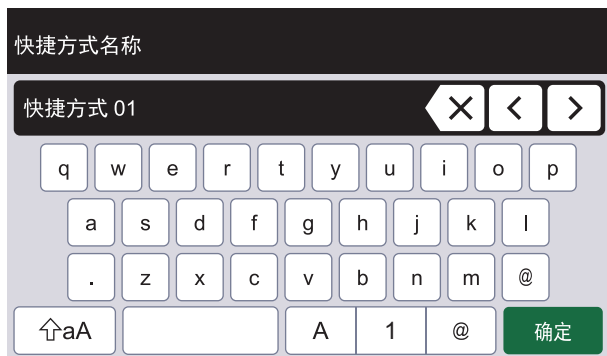 快捷方式名称
快捷方式 01
q w e r t y u i o p
a s d f g h j k l
. z x c v b n m @
aA A 1 @ 确定